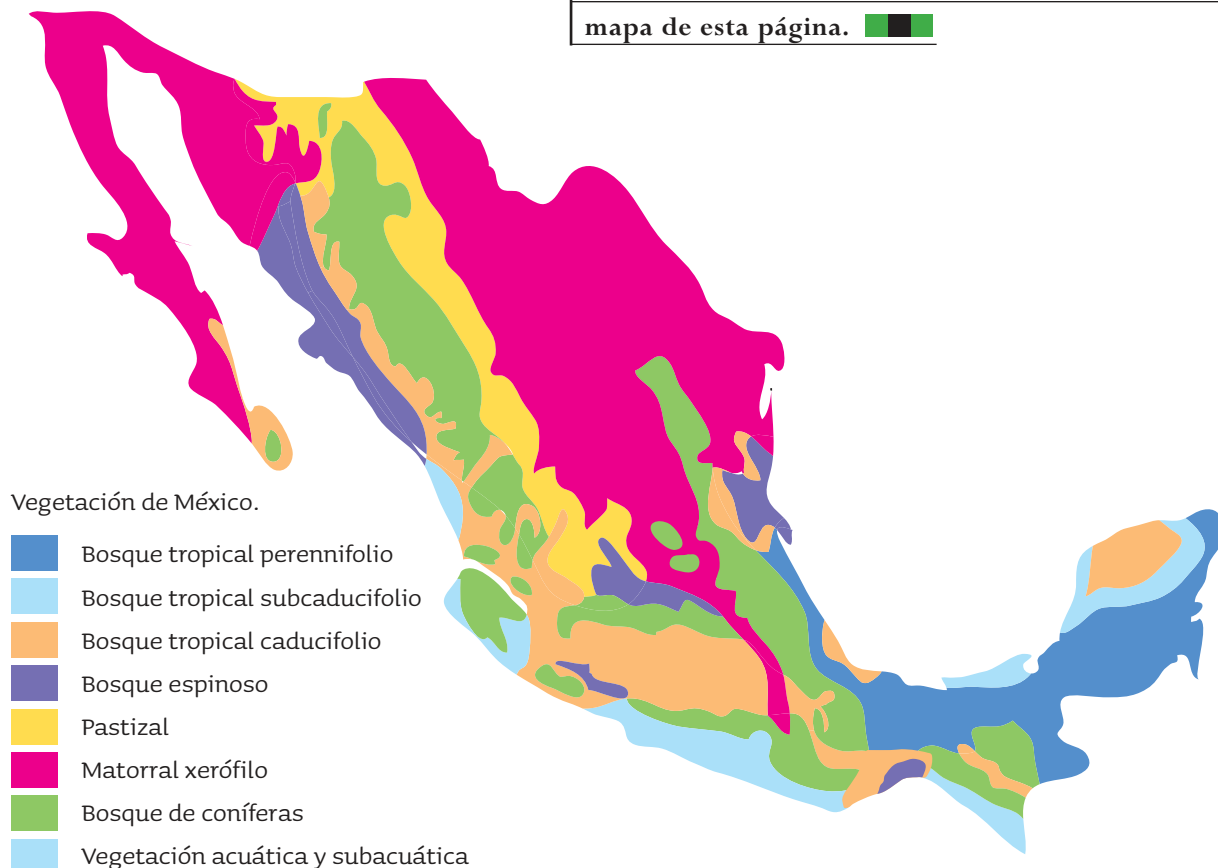 mapa de esta página.
Vegetación de México.
Bosque tropical perennifolio
Bosque tropical subcaducifolio
Bosque tropical caducifolio
Bosque espinoso
Pastizal
Matorral xerófilo
Bosque de coníferas
Vegetación acuática y subacuática